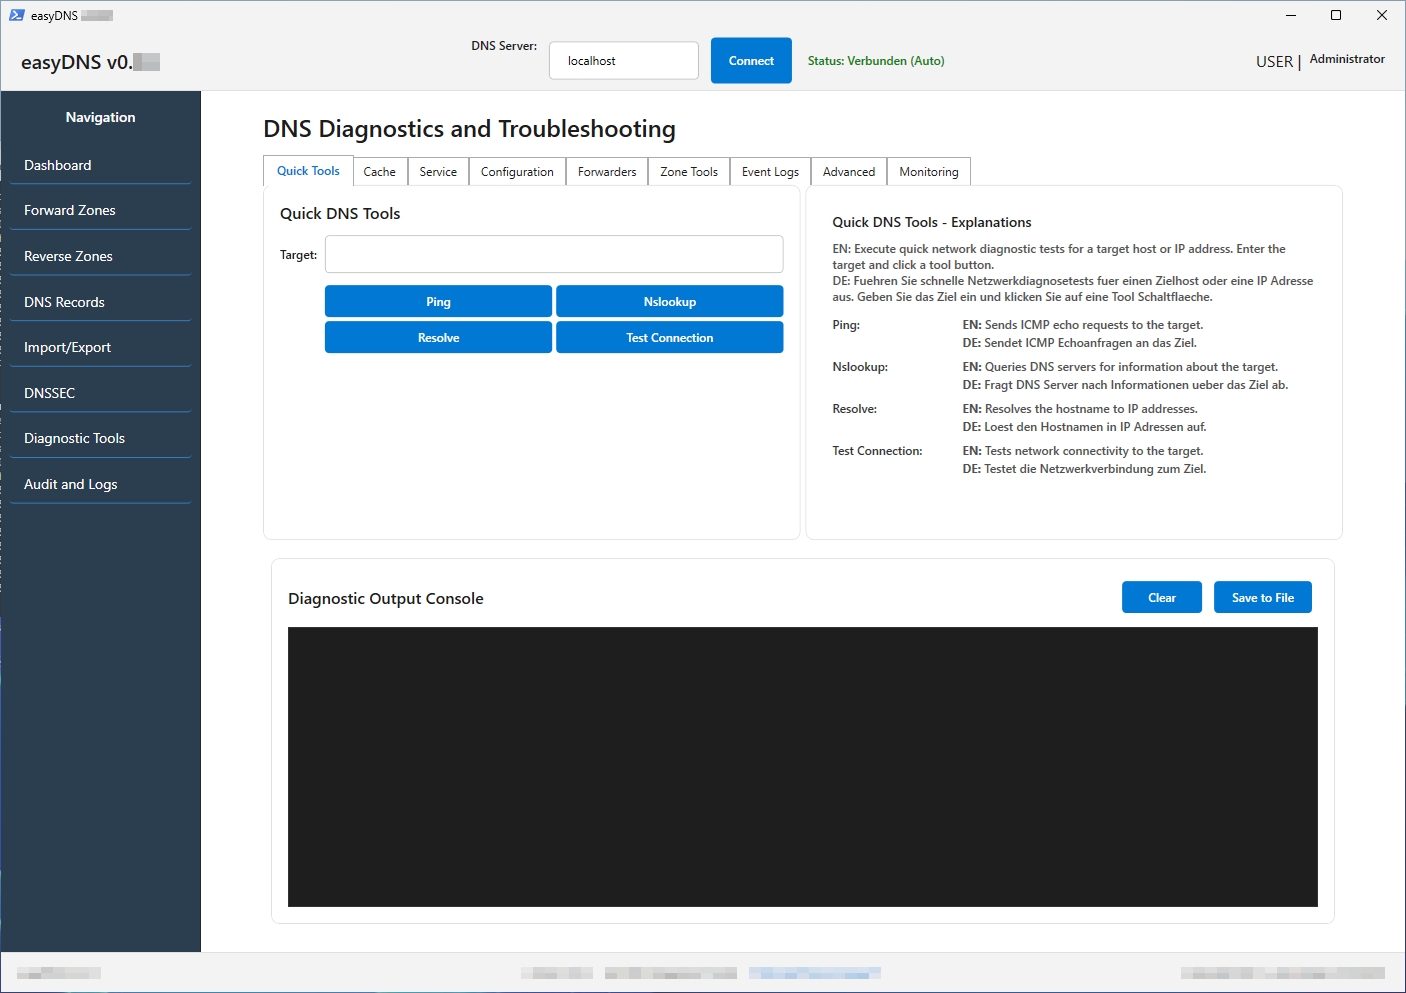 easyDNS
easyDNS v0.
DNS Server:
localhost
Connect
Status: Verbunden (Auto)
USER |
Administrator
Navigation
Dashboard
Forward Zones
Reverse Zones
DNS Records
Import/Export
DNSSEC
Diagnostic Tools
Audit and Logs
DNS Diagnostics and Troubleshooting
Quick Tools
Cache
Service
Configuration
Forwarders
Zone Tools
Event Logs
Advanced
Monitoring
Quick DNS Tools
Target:
Ping
Nslookup
Resolve
Test Connection
Quick DNS Tools - Explanations
EN: Execute quick network diagnostic tests for a target host or IP address. Enter the
target and click a tool button.
DE: Fuehren Sie schnelle Netzwerkdiagnosetests fuer einen Zielhost oder eine IP Adresse
aus. Geben Sie das Ziel ein und klicken Sie auf eine Tool Schaltflaeche.
Ping:
EN: Sends ICMP echo requests to the target.
DE: Sendet ICMP Echoanfragen an das Ziel.
Nslookup:
EN: Queries DNS servers for information about the target.
DE: Fragt DNS Server nach Informationen ueber das Ziel ab.
Resolve:
EN: Resolves the hostname to IP addresses.
DE: Loest den Hostnamen in IP Adressen auf.
Test Connection:
EN: Tests network connectivity to the target.
DE: Testet die Netzwerkverbindung zum Ziel.
Diagnostic Output Console
Clear
Save to File